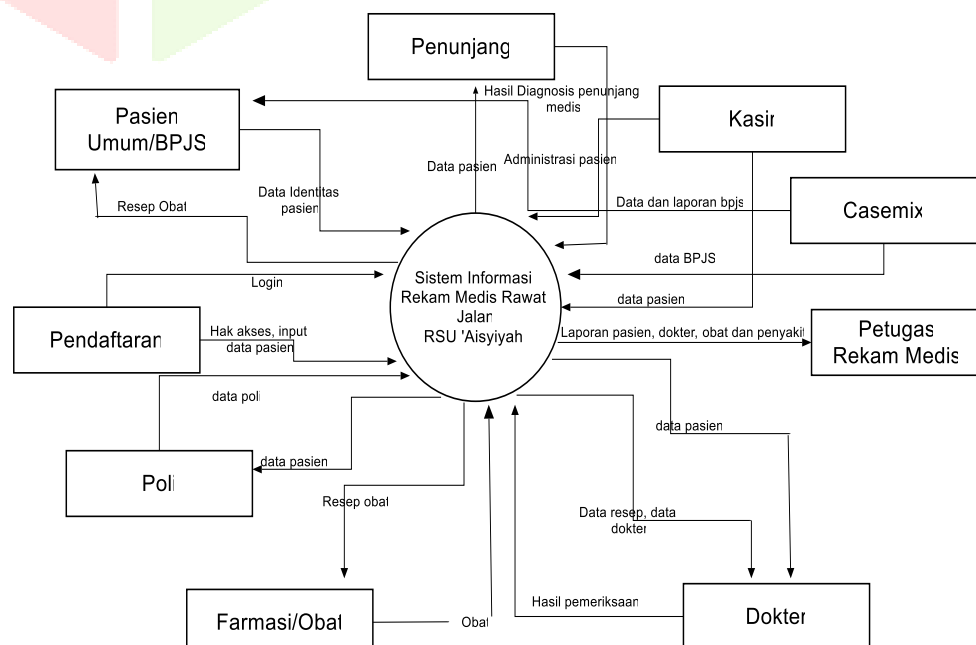 Penunjang
Hasil Diagnosis penunjang
medis
Pasien
Umum/BPJS
Kasir
Data pasien
Administrasi pasien
Data Identitas
pasien
Resep Obat
Data dan laporan bpjs
Casemix
data BPJS
Login
Sistem Informasi
Rekam Medis Rawat
Jalan
RSU 'Aisyiyah
data pasien
Pendaftaran
Hak akses, input
data pasien
Laporan pasien, dokter, obat dan penyakit
Petugas
Rekam Medis
data poli
data pasien
Poli
data pasien
Resep obat
Data resep, data
dokter
Hasil pemeriksaan
Farmasi/Obat
Obat
Dokter